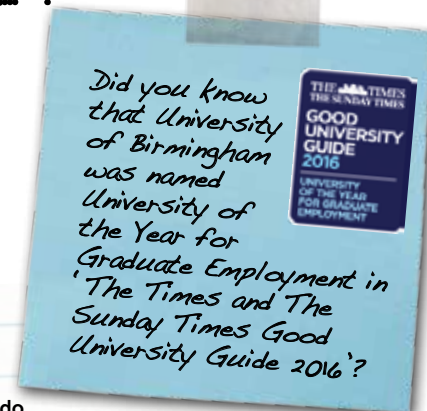 Did you know
that University
of Birmingham
was named
University of
the Year for
Graduate Employment in
'The Times and The
Sunday Times Good
University Guide 2016'?
THE TIMES
THE SUNDAY TIMES
GOOD
UNIVERSITY
GUIDE
2016
UNIVERSITY
OF THE YEAR
FOR GRADUATE
EMPLOYMENT
do